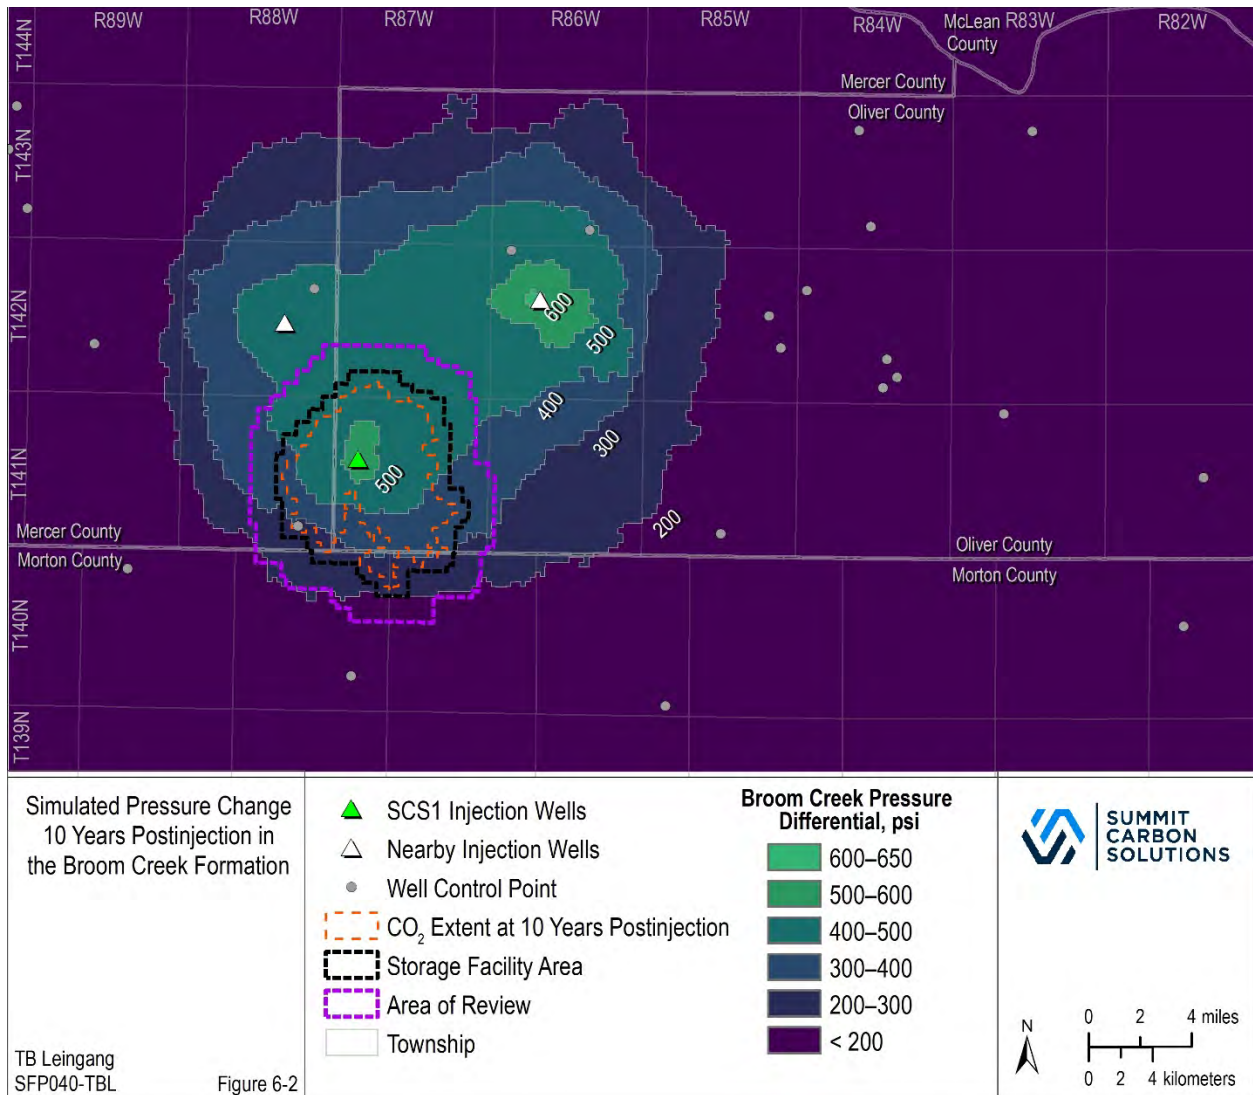 R89W
R88W
R87W
R86W
R85W
R84W
McLean
County
R83W
R82W
T144N
Mercer County
Oliver County
T143N
T142N
600
500
400
300
T141N
500
200
Mercer County
Morton County
Oliver County
Morton County
T140N
T139N
Simulated Pressure Change
10 Years Postinjection in
the Broom Creek Formation
TB Leingang
SFP040-TBL
Figure 6-2
SCS1 Injection Wells
Nearby Injection Wells
Well Control Point
CO2 Extent at 10 Years Postinjection
Storage Facility Area
Area of Review
Township
Broom Creek Pressure
Differential, psi
600–650
500–600
400–500
300–400
200–300
< 200
SUMMIT
CARBON
SOLUTIONS
N
0 2 4 miles
0 2 4 kilometers